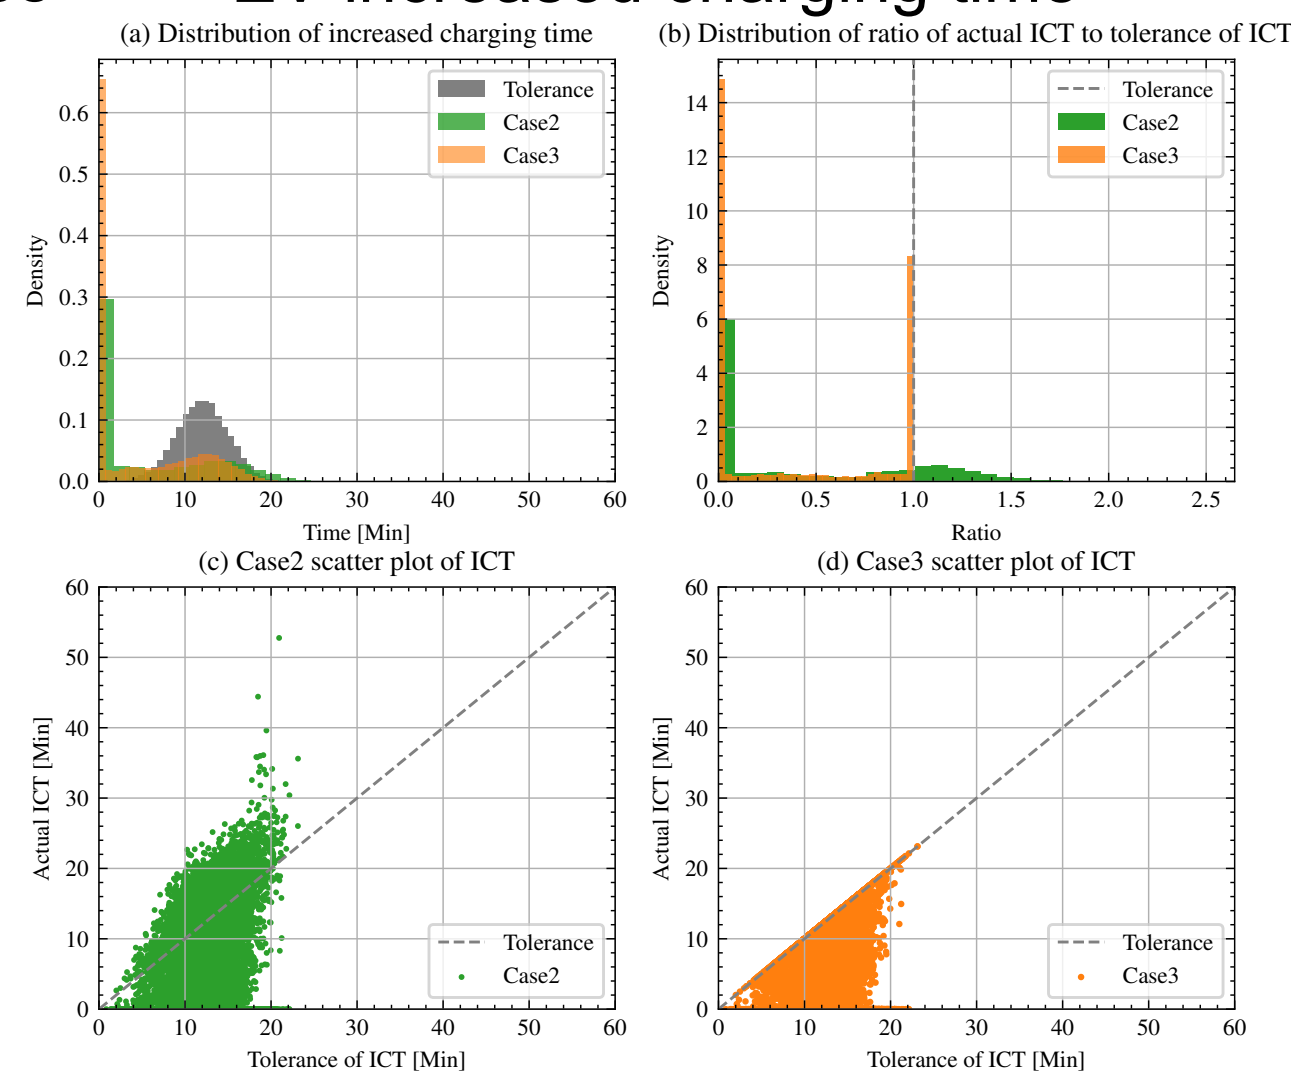 EV increased charging time
(a) Distribution of increased charging time
0.6
0.5
0.4
0.3
0.2
0.1
0.0
Density
Tolerance
Case2
Case3
0 10 20 30 40 50 60
Time [Min]
(b) Distribution of ratio of actual ICT to tolerance of ICT
14
12
10
8
6
4
2
0
Density
Tolerance
Case2
Case3
0.0 0.5 1.0 1.5 2.0 2.5
Ratio
(c) Case2 scatter plot of ICT
60
50
40
30
20
10
0
Actual ICT [Min]
Tolerance
Case2
0 10 20 30 40 50 60
Tolerance of ICT [Min]
(d) Case3 scatter plot of ICT
60
50
40
30
20
10
0
Actual ICT [Min]
Tolerance
Case3
0 10 20 30 40 50 60
Tolerance of ICT [Min]